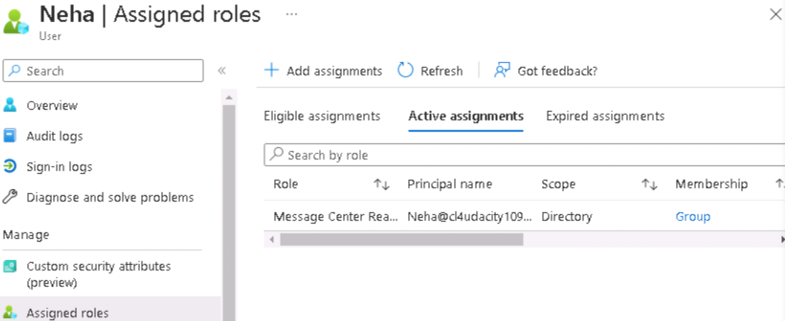 Neha | Assigned roles ...
User
Search
Overview
Audit logs
Sign-in logs
Diagnose and solve problems
Manage
Custom security attributes
(preview)
Assigned roles
Add assignments Refresh Got feedback?
Eligible assignments Active assignments Expired assignments
Search by role
Role Principal name Scope Membership
Message Center Rea... Neha@cl4udacity109... Directory Group